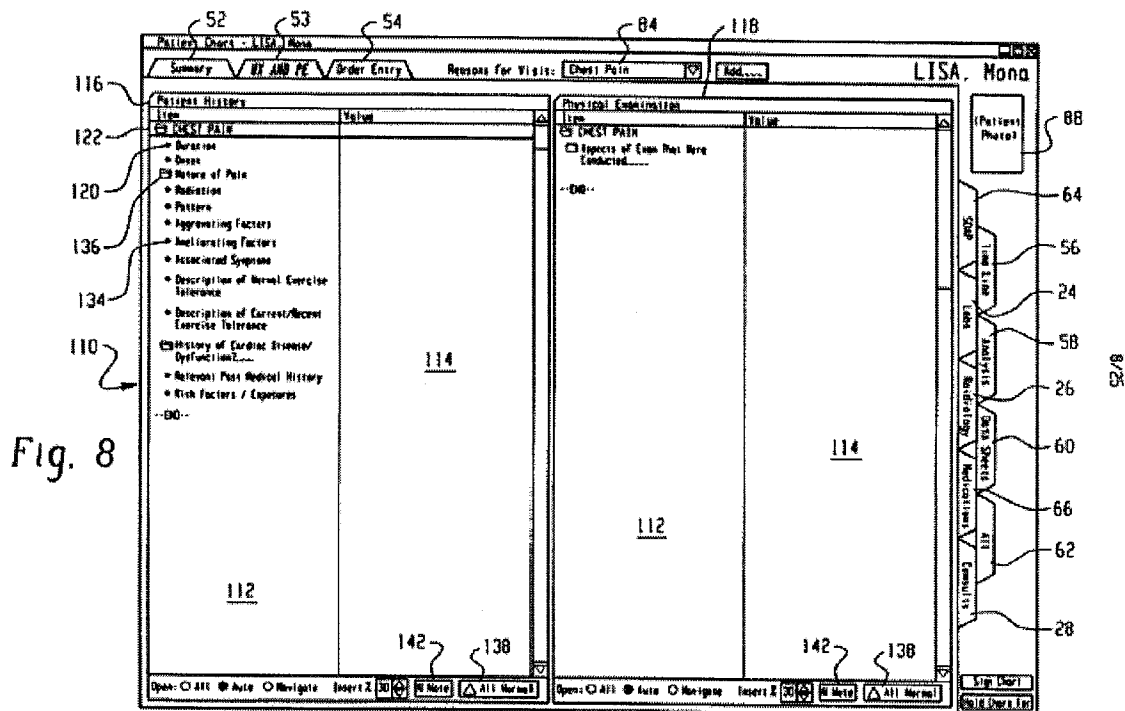 52
53
54
84
118
Patient Chart - LISA, Mona
Summary
HX AND PE
Order Entry
Reasons For Visit:
Chest Pain
Add...
LISA, Mona
116
Patient History
Item
Value
122
CHEST PAIN
120
Duration
Onset
Nature of Pain
Radiation
Pattern
136
Aggravating Factors
Ameliorating Factors
134
Associated Symptoms
Description of Normal Exercise
Tolerance
Description of Current/Recent
Exercise Tolerance
110
History of Cardiac Disease/
Dysfunction?....
Relevant Past Medical History
Risk Factors / Exposures
--END--
114
112
Open: All Auto Navigate Insert % 30 N Note All Normal
142
138
Physical Examination
Item
Value
CHEST PAIN
Aspects of Exam That Were
Conducted......
--END--
114
112
142
138
Open: All Auto Navigate Insert % 30 N Note All Normal
(Patient
Photo)
88
64
SOAP
56
Time Line
24
Labs
58
Analysis
26
Radiology
60
Data Sheets
66
Medications
62
All
Consults
28
Sign Chart
Hold Chart For
8/25
Fig. 8